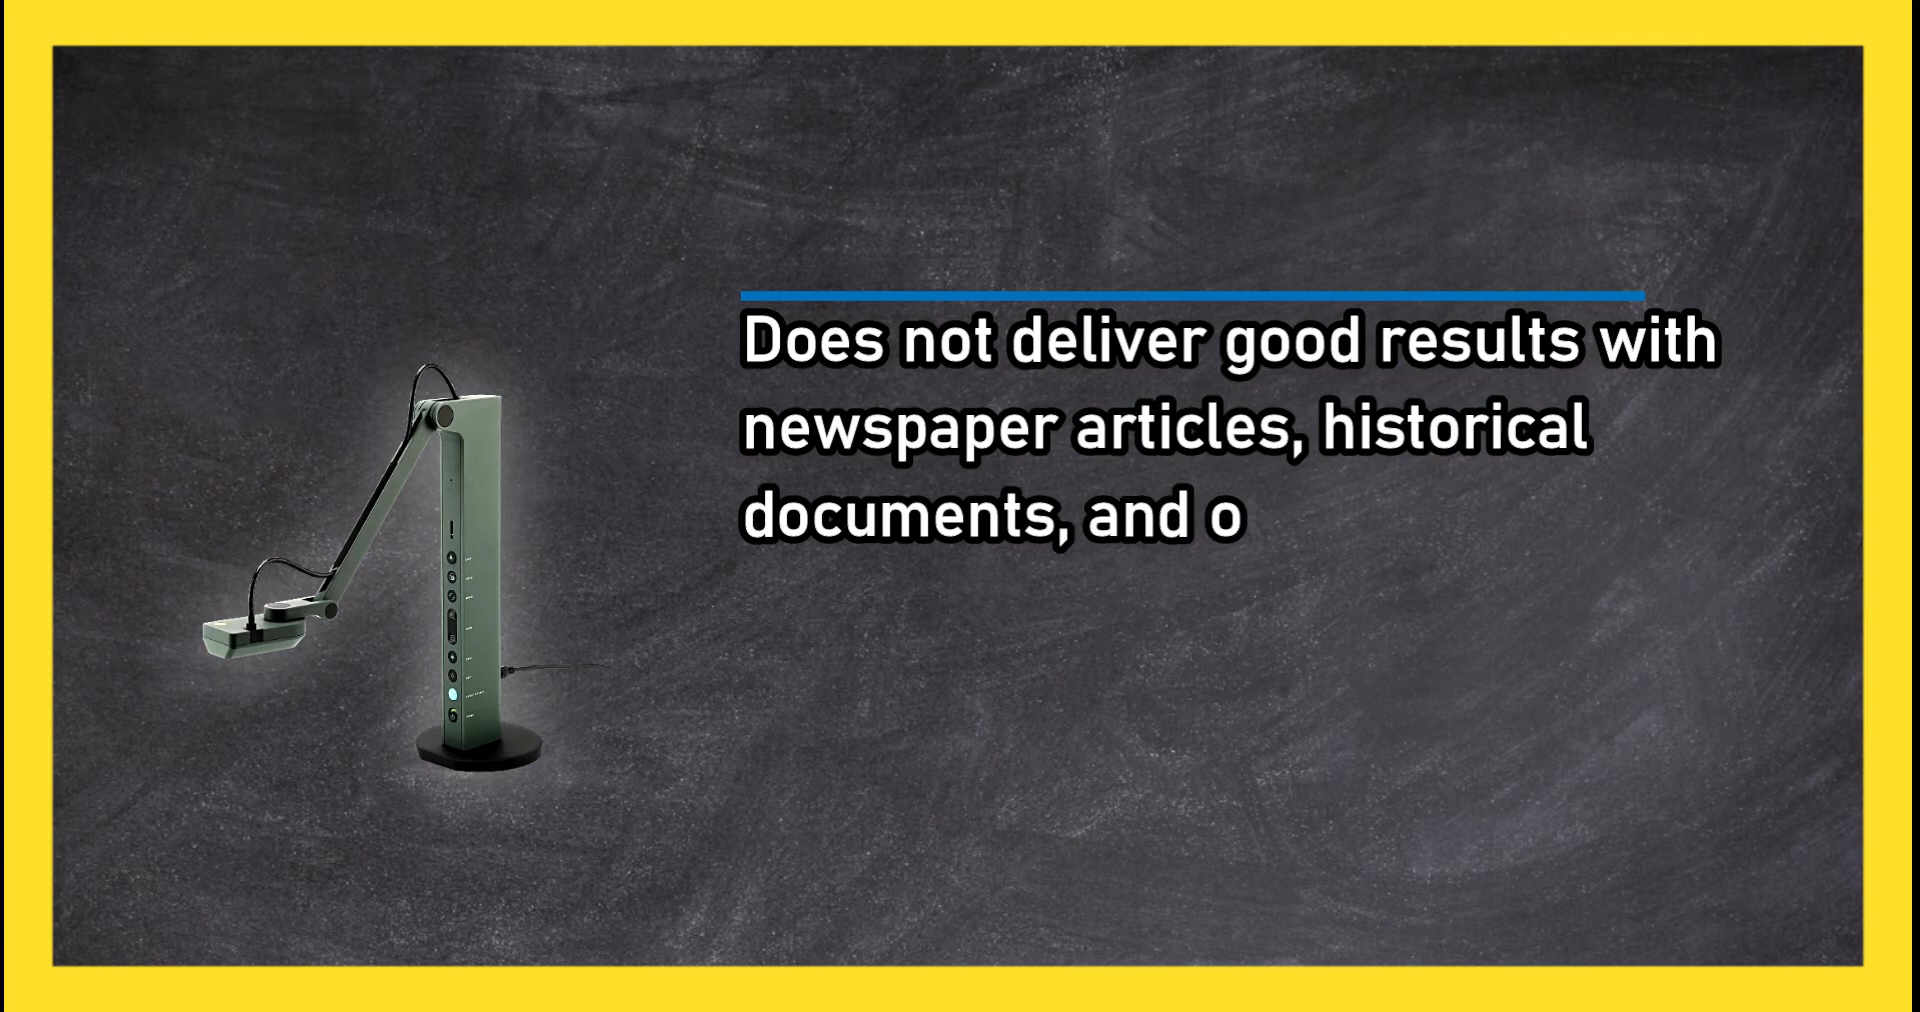 Does not deliver good results with
newspaper articles, historical
documents, and o